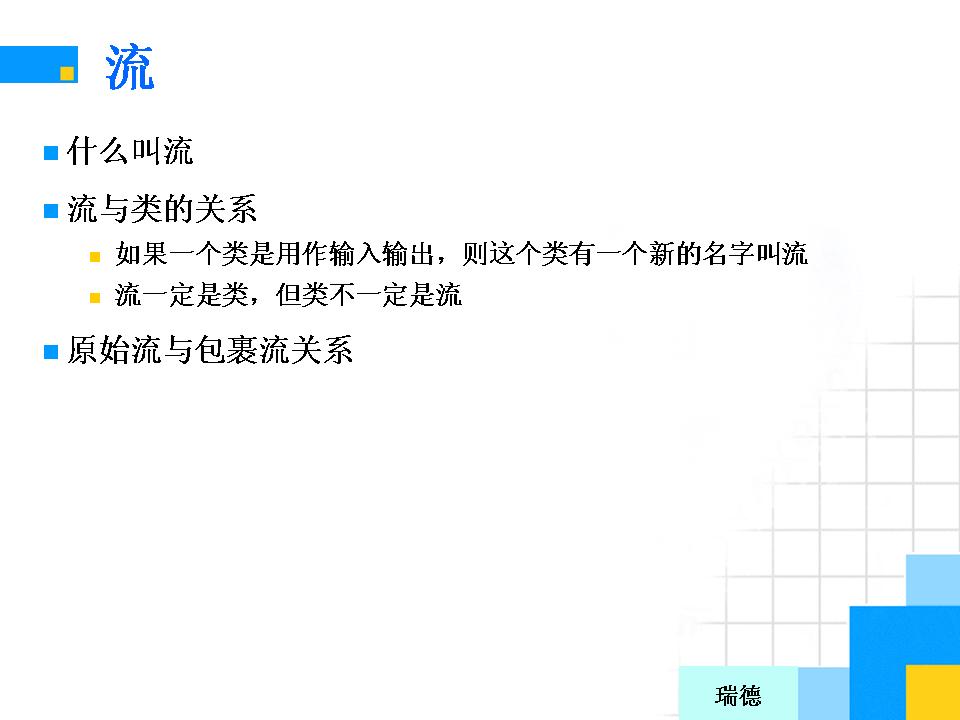 流
什么叫流
流与类的关系
如果一个类是用作输入输出，则这个类有一个新的名字叫流
流一定是类，但类不一定是流
原始流与包裹流关系
瑞德